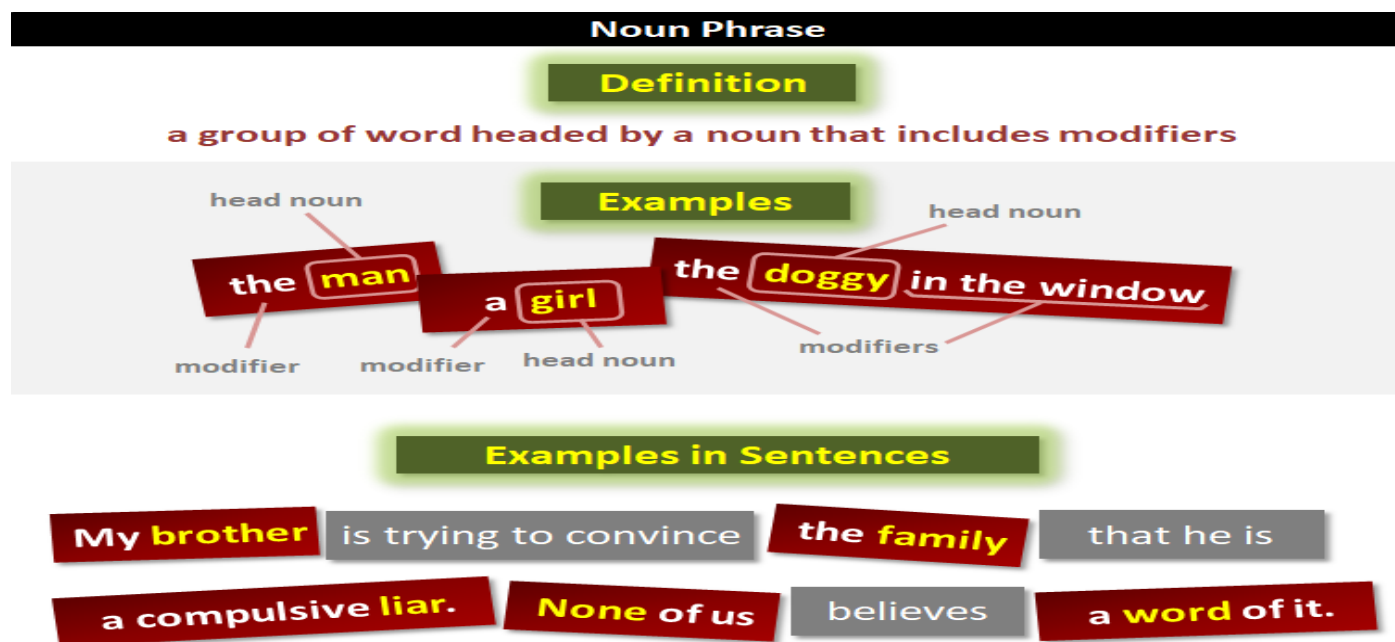 Noun Phrase
Definition
a group of word headed by a noun that includes modifiers
Examples
head noun
head noun
the man
a girl
the doggy in the window
modifier
modifier
head noun
modifiers
Examples in Sentences
My brother is trying to convince the family that he is
a compulsive liar. None of us believes a word of it.